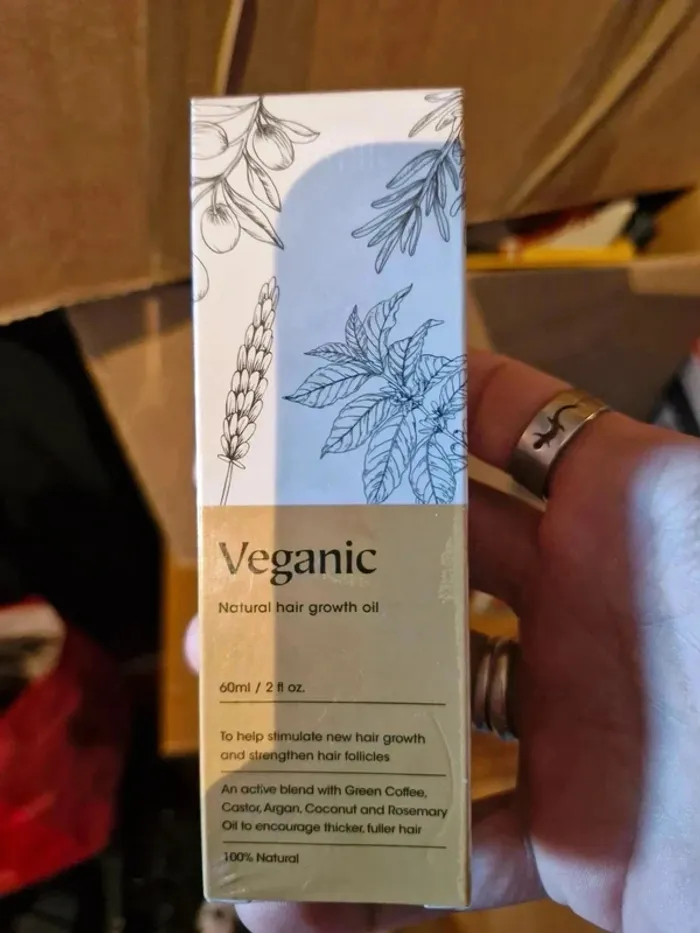 Veganic
Natural hair growth oil
60ml / 2 fl oz.
To help stimulate new hair growth
and strengthen hair follicles
An active blend with Green Coffee,
Castor, Argan, Coconut and Rosemary
Oil to encourage thicker, fuller hair
100% Natural